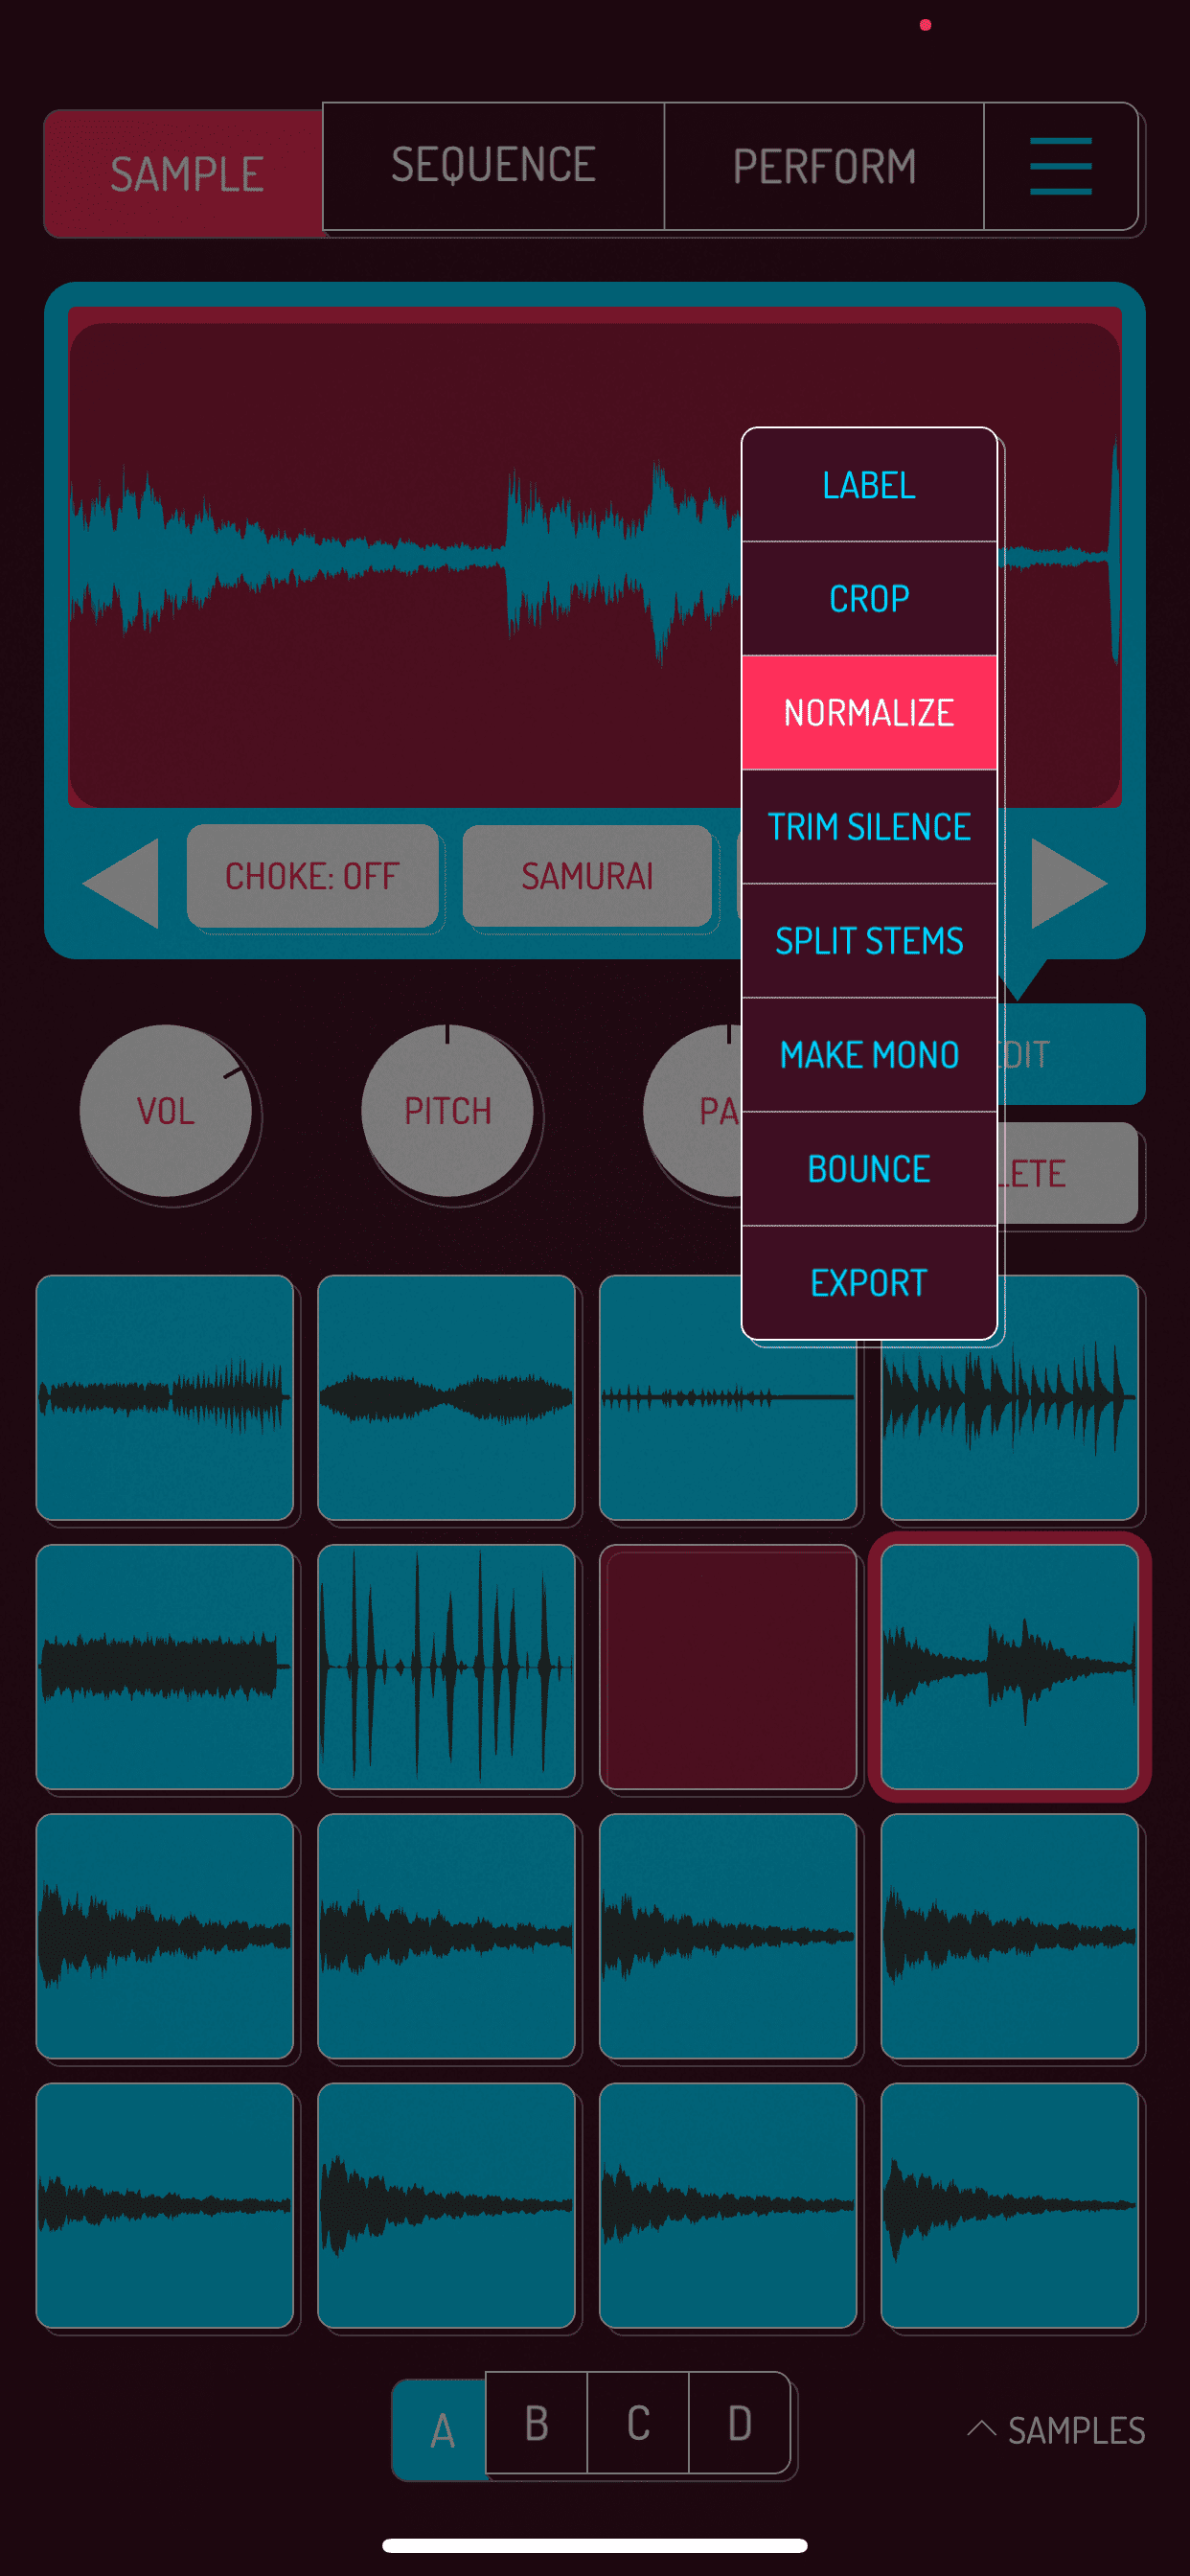 SAMPLE
SEQUENCE
PERFORM
LABEL
CROP
NORMALIZE
TRIM SILENCE
SPLIT STEMS
MAKE MONO
BOUNCE
EXPORT
CHOKE: OFF
SAMURAI
VOL
PITCH
PA
DIT
LETE
A
B
C
D
SAMPLES